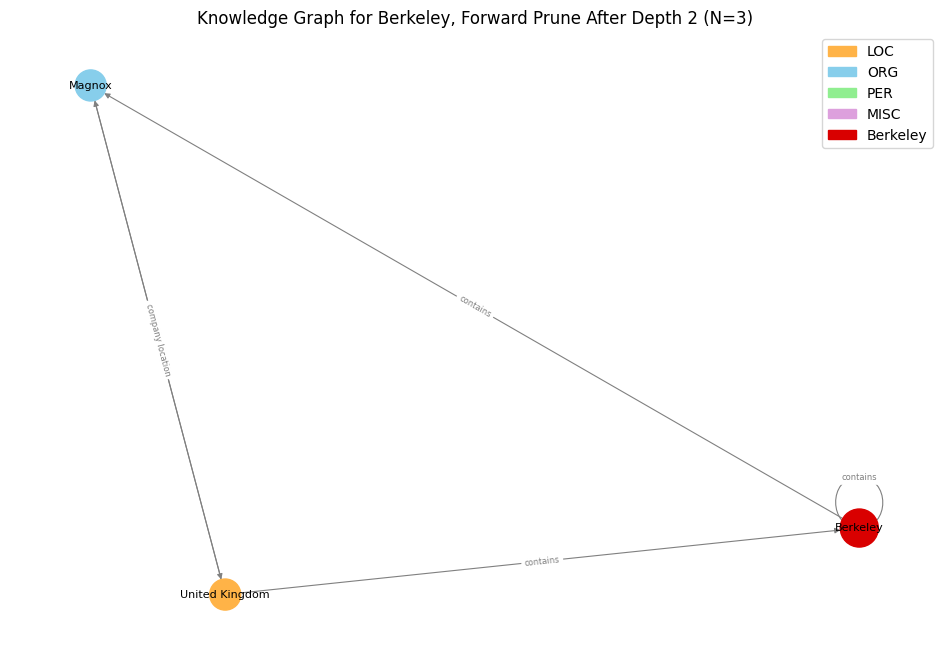 Knowledge Graph for Berkeley, Forward Prune After Depth 2 (N=3)
LOC
ORG
PER
MISC
Berkeley
Magnox
contains
company location
contains
Berkeley
contains
United Kingdom